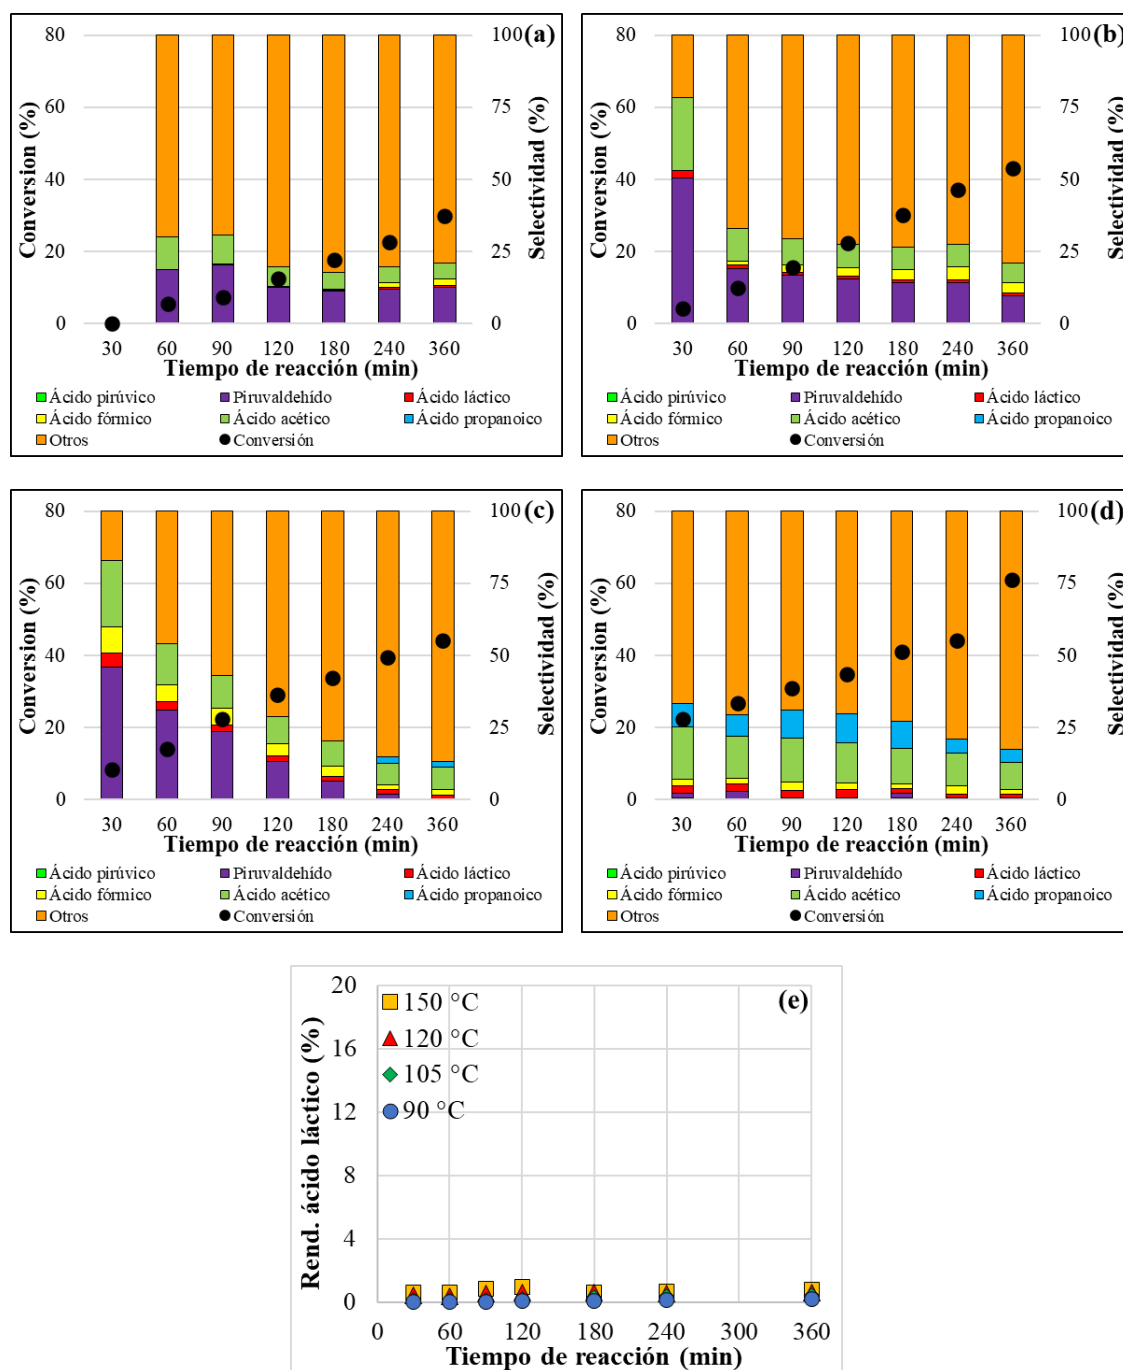 (a)
80
60
40
20
0
100
75
50
25
0
Conversion (%)
Selectividad (%)
30 60 90 120 180 240 360
Tiempo de reacción (min)
Ácido pirúvico Piruvaldehído Ácido láctico
Ácido fórmico Ácido acético Ácido propanoico
Otros Conversión
(b)
80
60
40
20
0
100
75
50
25
0
Conversion (%)
Selectividad (%)
30 60 90 120 180 240 360
Tiempo de reacción (min)
Ácido pirúvico Piruvaldehído Ácido láctico
Ácido fórmico Ácido acético Ácido propanoico
Otros Conversión
(c)
80
60
40
20
0
100
75
50
25
0
Conversion (%)
Selectividad (%)
30 60 90 120 180 240 360
Tiempo de reacción (min)
Ácido pirúvico Piruvaldehído Ácido láctico
Ácido fórmico Ácido acético Ácido propanoico
Otros Conversión
(d)
80
60
40
20
0
100
75
50
25
0
Conversion (%)
Selectividad (%)
30 60 90 120 180 240 360
Tiempo de reacción (min)
Ácido pirúvico Piruvaldehído Ácido láctico
Ácido fórmico Ácido acético Ácido propanoico
Otros Conversión
(e)
20
16
12
8
4
0
Rend. ácido láctico (%)
150 °C
120 °C
105 °C
90 °C
0 60 120 180 240 300 360
Tiempo de reacción (min)